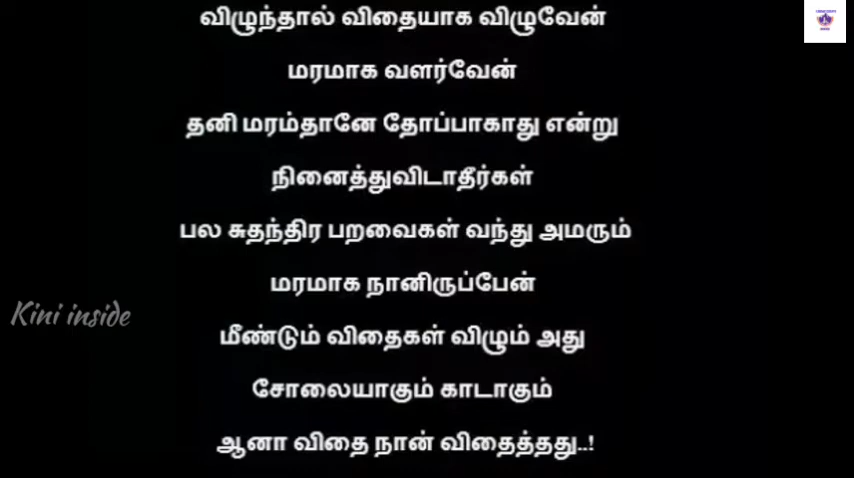 விழுந்தால் விதையாக விழுவேன்
மரமாக வளர்வேன்
தனி மரம்தானே தோப்பாகாது என்று
நினைத்துவிடாதீர்கள்
பல சுதந்திர பறவைகள் வந்து அமரும்
மரமாக நானிருப்பேன்
Kini inside
மீண்டும் விதைகள் விழும் அது
சோலையாகும் காடாகும்
ஆனா விதை நான் விதைத்தது..!